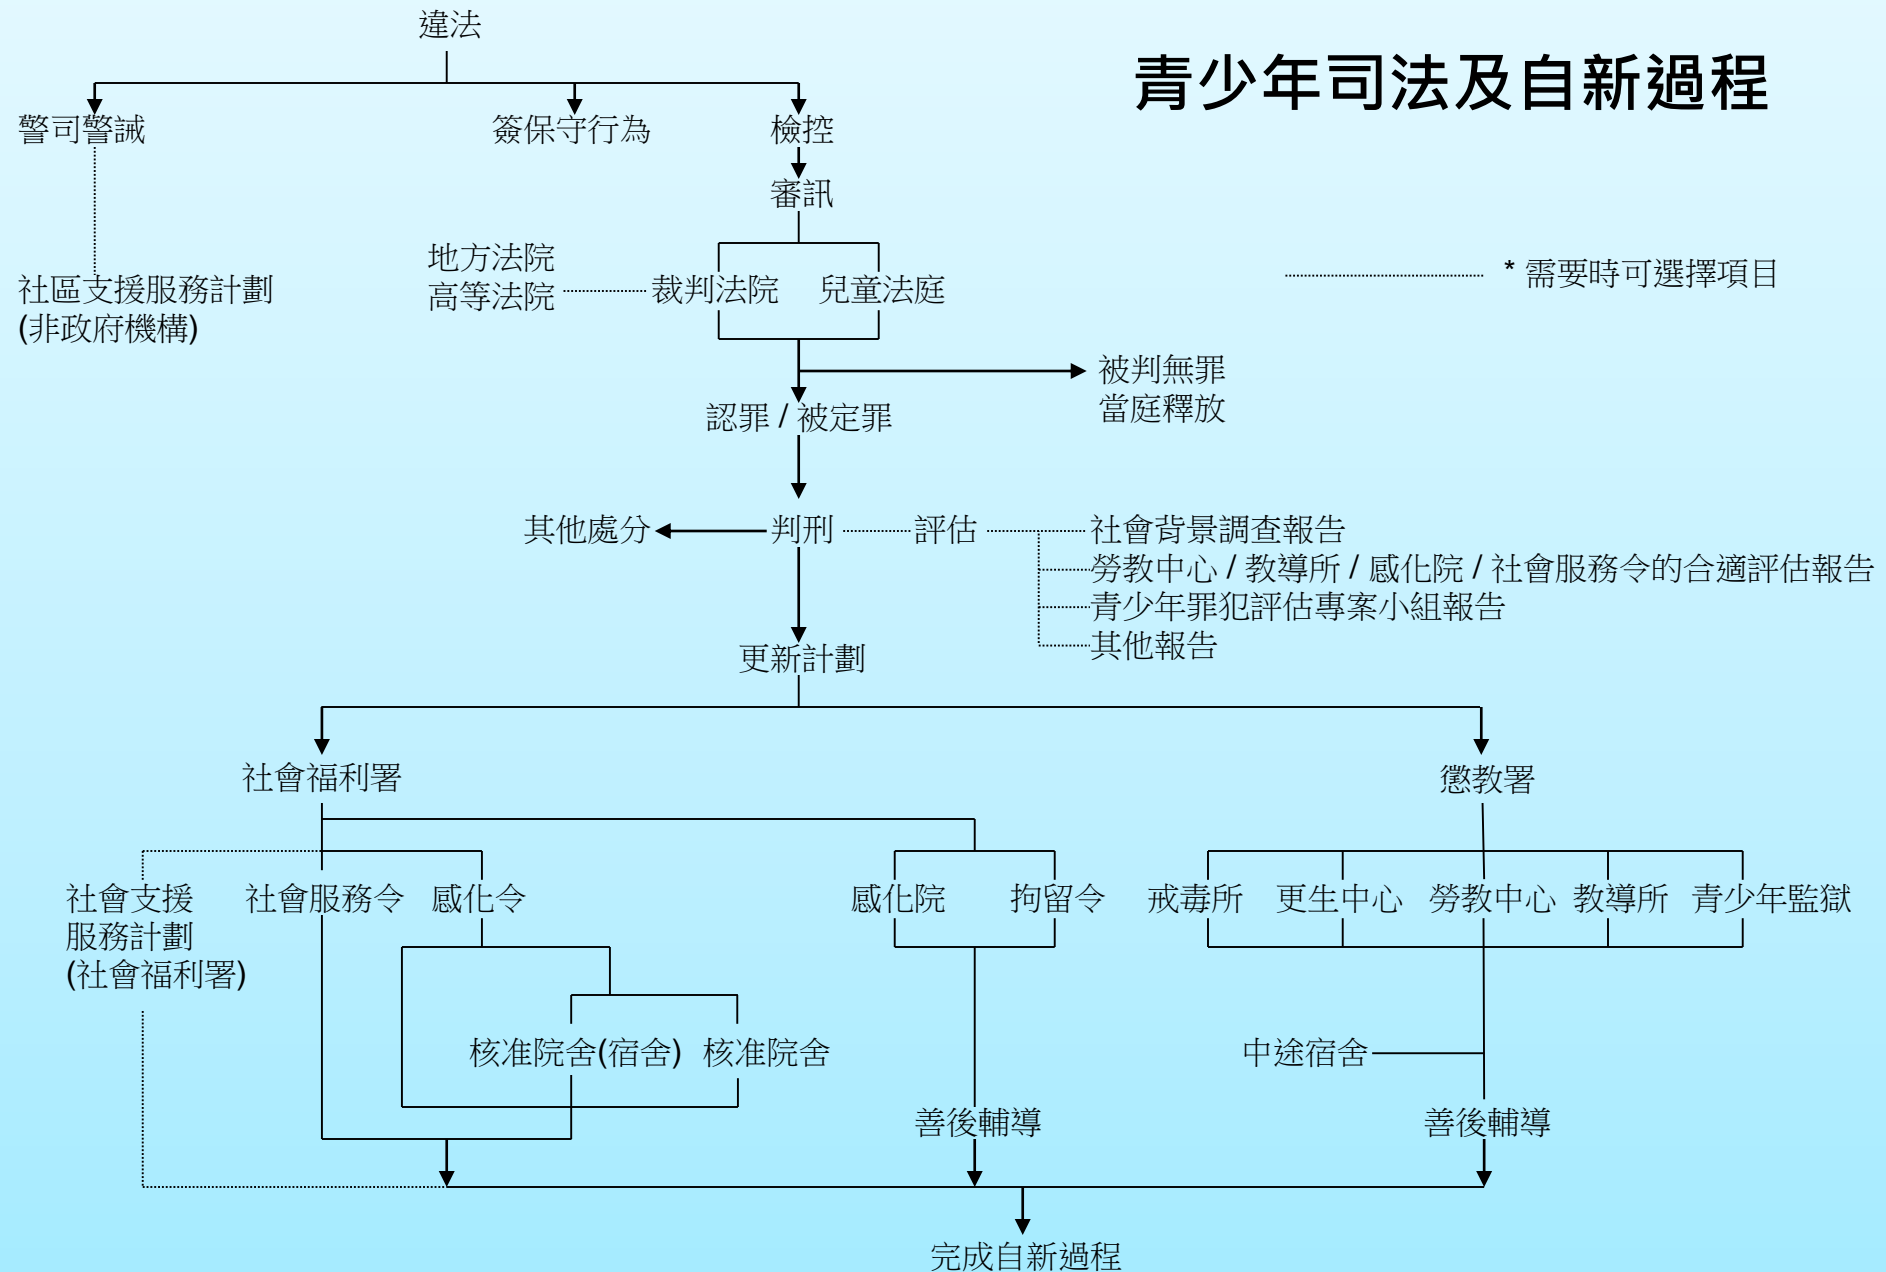 違法
青少年司法及自新過程
警司警誡
簽保守行為
檢控
審訊
地方法院
高等法院
裁判法院
兒童法庭
* 需要時可選擇項目
社區支援服務計劃
(非政府機構)
被判無罪
當庭釋放
認罪 / 被定罪
其他處分
判刑
評估
社會背景調查報告
勞教中心 / 教導所 / 感化院 / 社會服務令的合適評估報告
青少年罪犯評估專案小組報告
其他報告
更新計劃
社會福利署
懲教署
社會支援
服務計劃
(社會福利署)
社會服務令
感化令
感化院
拘留令
戒毒所
更生中心
勞教中心
教導所
青少年監獄
核准院舍(宿舍)
核准院舍
中途宿舍
善後輔導
善後輔導
完成自新過程